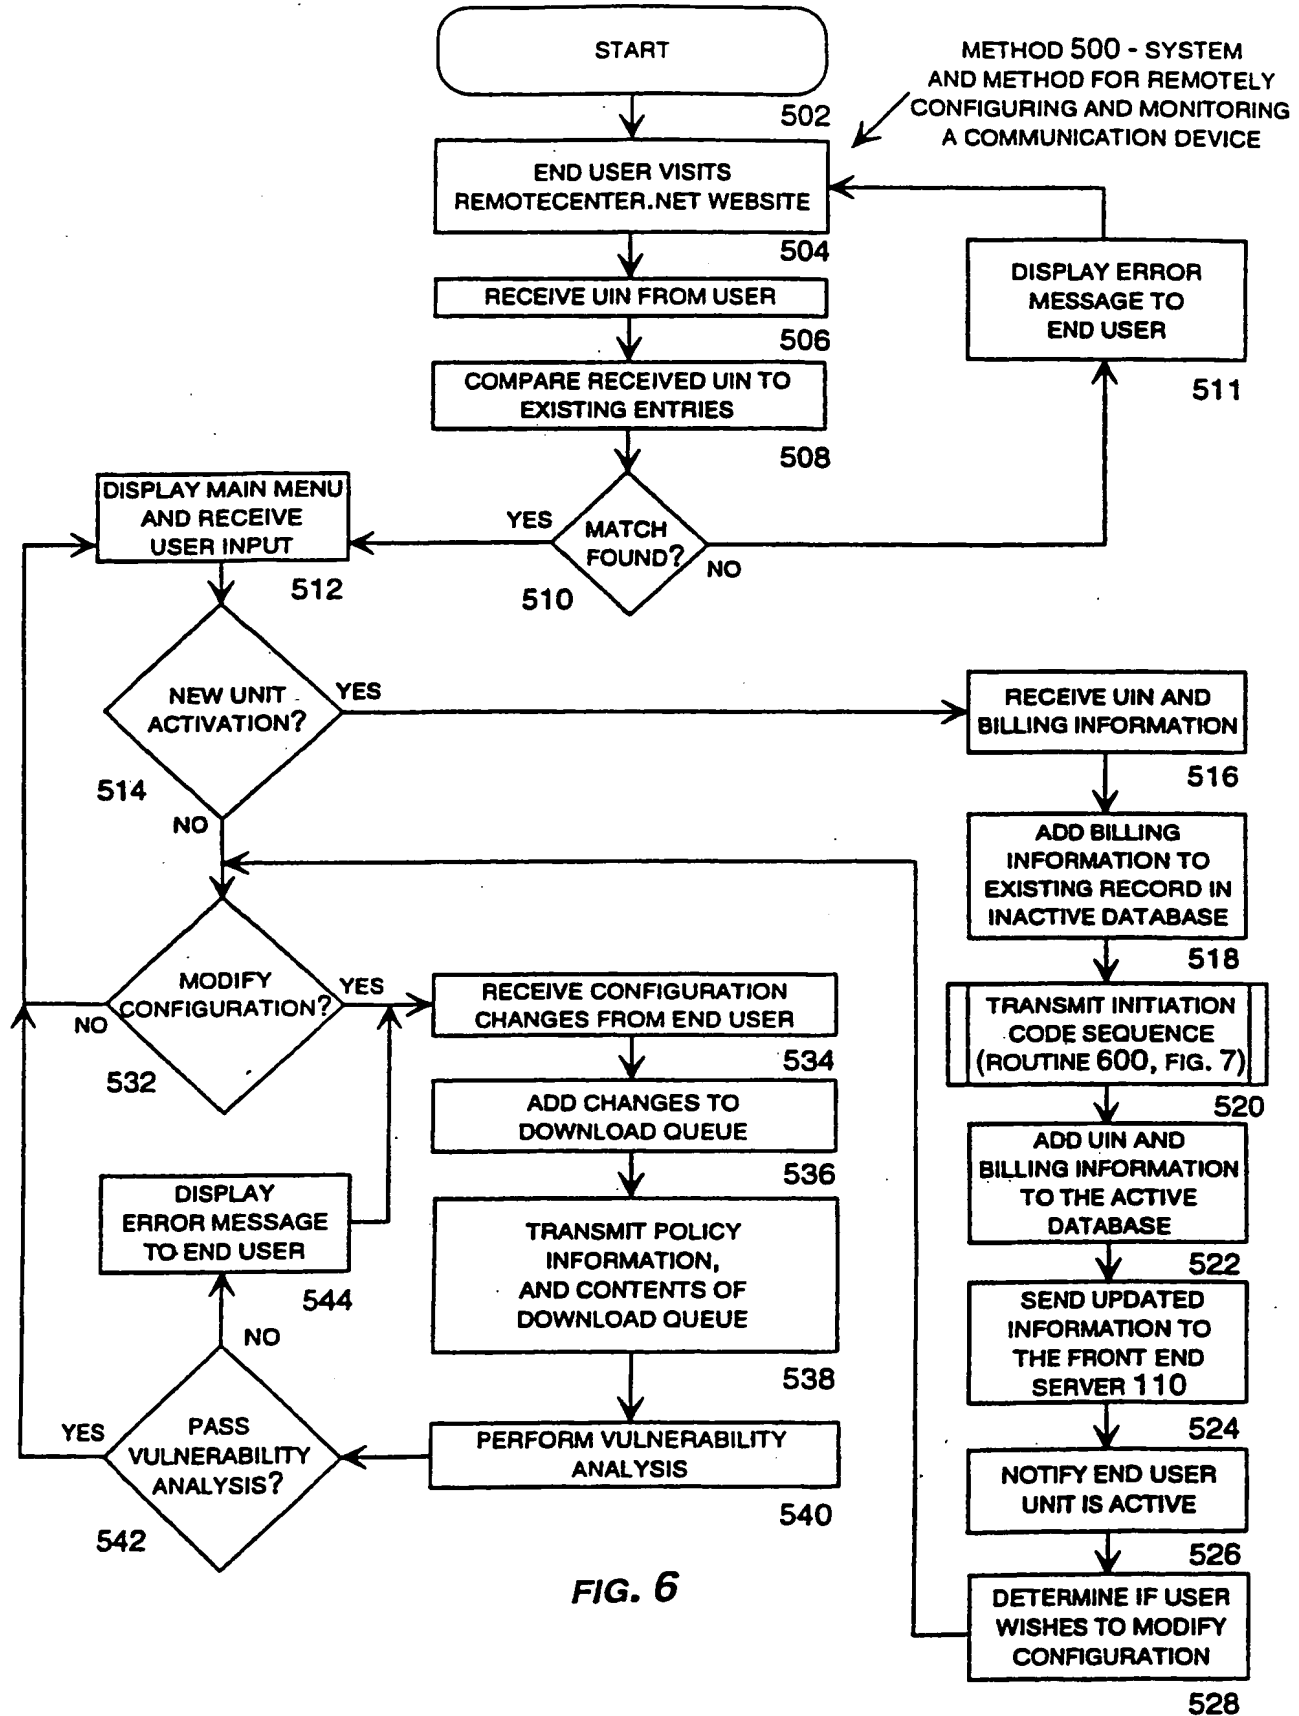 START
METHOD 500 - SYSTEM
AND METHOD FOR REMOTELY
CONFIGURING AND MONITORING
A COMMUNICATION DEVICE
502
END USER VISITS
REMOTECENTER.NET WEBSITE
504
RECEIVE UIN FROM USER
506
COMPARE RECEIVED UIN TO
EXISTING ENTRIES
508
DISPLAY ERROR
MESSAGE TO
END USER
511
MATCH
FOUND?
YES
NO
510
DISPLAY MAIN MENU
AND RECEIVE
USER INPUT
512
NEW UNIT
ACTIVATION?
YES
514
NO
RECEIVE UIN AND
BILLING INFORMATION
516
ADD BILLING
INFORMATION TO
EXISTING RECORD IN
INACTIVE DATABASE
518
TRANSMIT INITIATION
CODE SEQUENCE
(ROUTINE 600, FIG. 7)
520
ADD UIN AND
BILLING INFORMATION
TO THE ACTIVE
DATABASE
522
SEND UPDATED
INFORMATION TO
THE FRONT END
SERVER 110
524
NOTIFY END USER
UNIT IS ACTIVE
526
DETERMINE IF USER
WISHES TO MODIFY
CONFIGURATION
528
MODIFY
CONFIGURATION?
YES
NO
532
RECEIVE CONFIGURATION
CHANGES FROM END USER
534
ADD CHANGES TO
DOWNLOAD QUEUE
536
TRANSMIT POLICY
INFORMATION,
AND CONTENTS OF
DOWNLOAD QUEUE
538
PERFORM VULNERABILITY
ANALYSIS
540
PASS
VULNERABILITY
ANALYSIS?
YES
NO
542
DISPLAY
ERROR MESSAGE
TO END USER
544
FIG. 6